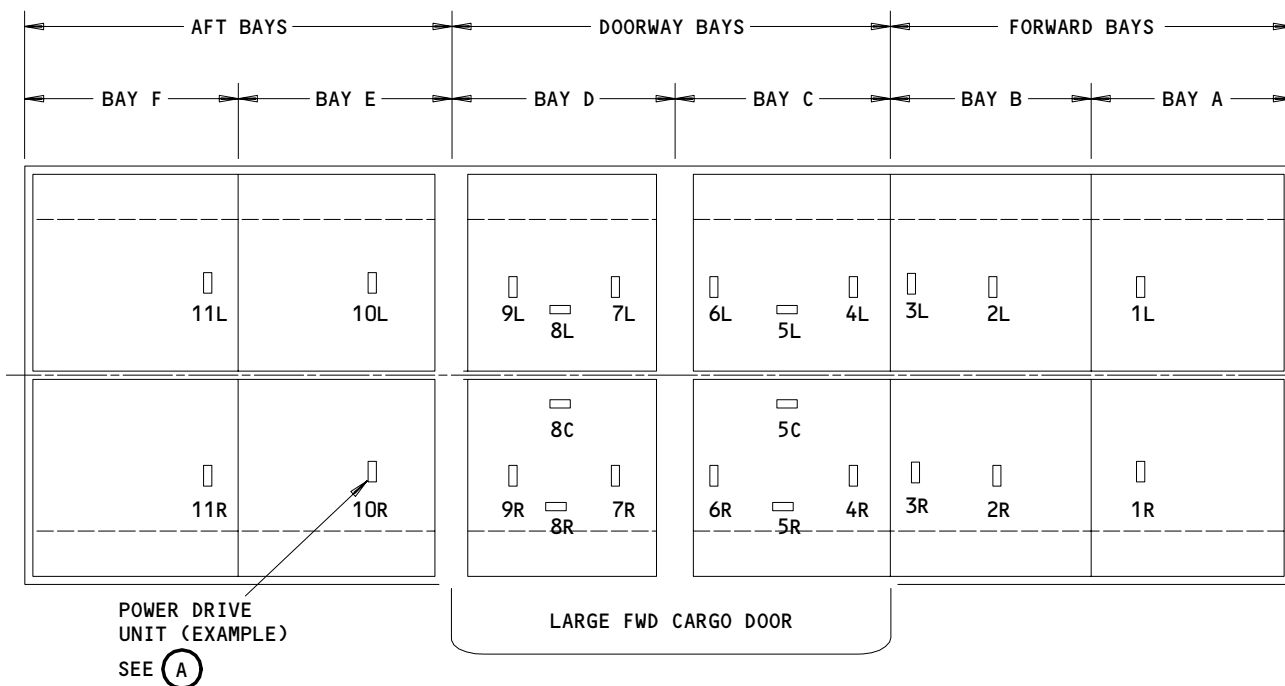 AFT BAYS DOORWAY BAYS FORWARD BAYS
BAY F BAY E BAY D BAY C BAY B BAY A
11L 10L 9L 8L 7L 6L 5L 4L 3L 2L 1L
8C 5C
11R 10R 9R 8R 7R 6R 5R 4R 3R 2R 1R
POWER DRIVE
UNIT (EXAMPLE)
SEE A
LARGE FWD CARGO DOOR